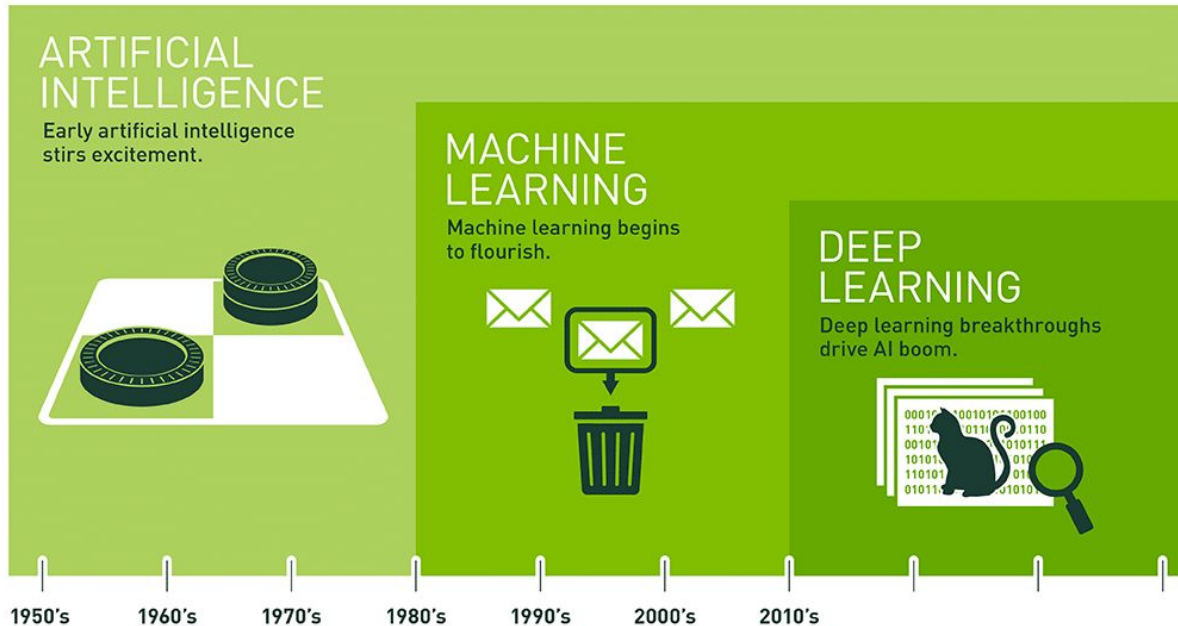 ARTIFICIAL
INTELLIGENCE
Early artificial intelligence
stirs excitement.
MACHINE
LEARNING
Machine learning begins
to flourish.
DEEP
LEARNING
Deep learning breakthroughs
drive AI boom.
1950's
1960's
1970's
1980's
1990's
2000's
2010's